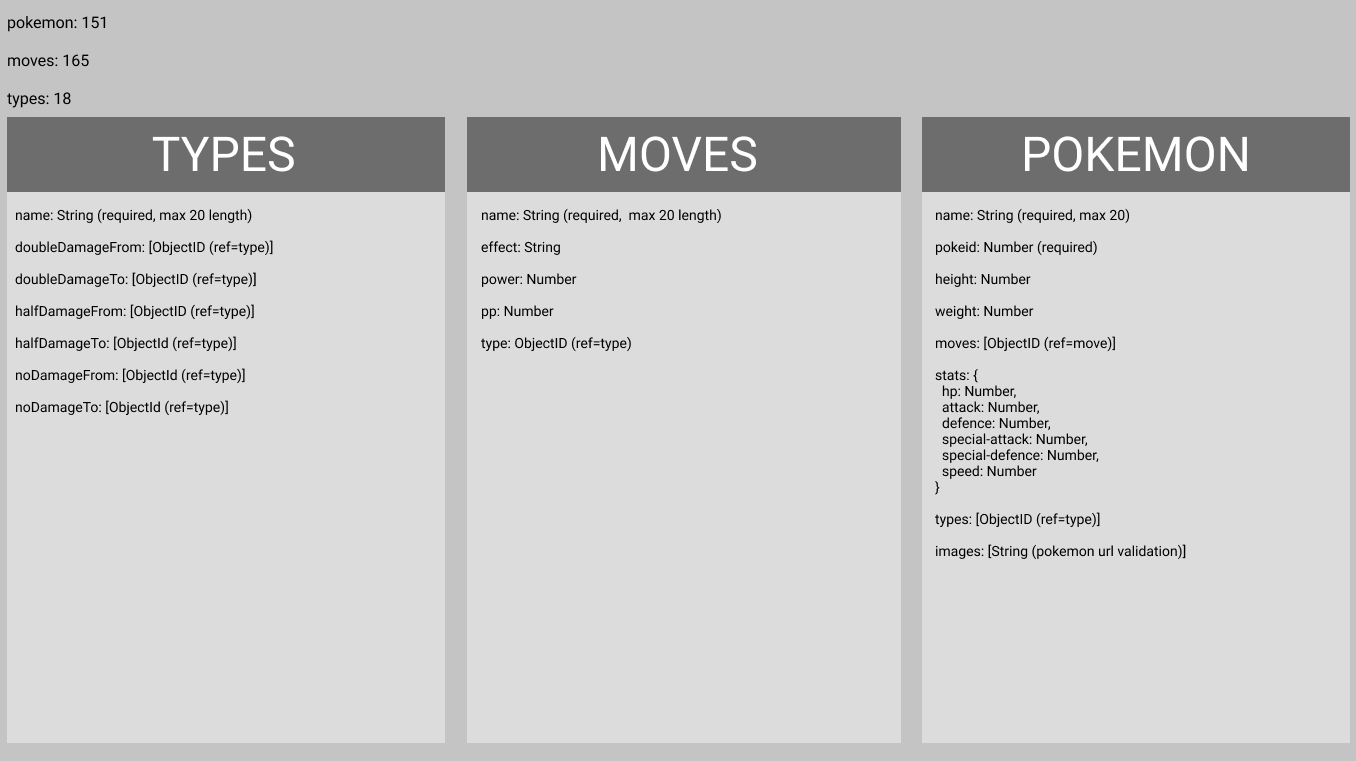 pokemon: 151
moves: 165
types: 18
TYPES
name: String (required, max 20 length)
doubleDamageFrom: [ObjectID (ref=type)]
doubleDamageTo: [ObjectID (ref=type)]
halfDamageFrom: [ObjectID (ref=type)]
halfDamageTo: [ObjectId (ref=type)]
noDamageFrom: [ObjectId (ref=type)]
noDamageTo: [ObjectId (ref=type)]
MOVES
name: String (required,  max 20 length)
effect: String
power: Number
pp: Number
type: ObjectID (ref=type)
POKEMON
name: String (required, max 20)
pokeid: Number (required)
height: Number
weight: Number
moves: [ObjectID (ref=move)]
stats: {
  hp: Number,
  attack: Number,
  defence: Number,
  special-attack: Number,
  special-defence: Number,
  speed: Number
}
types: [ObjectID (ref=type)]
images: [String (pokemon url validation)]